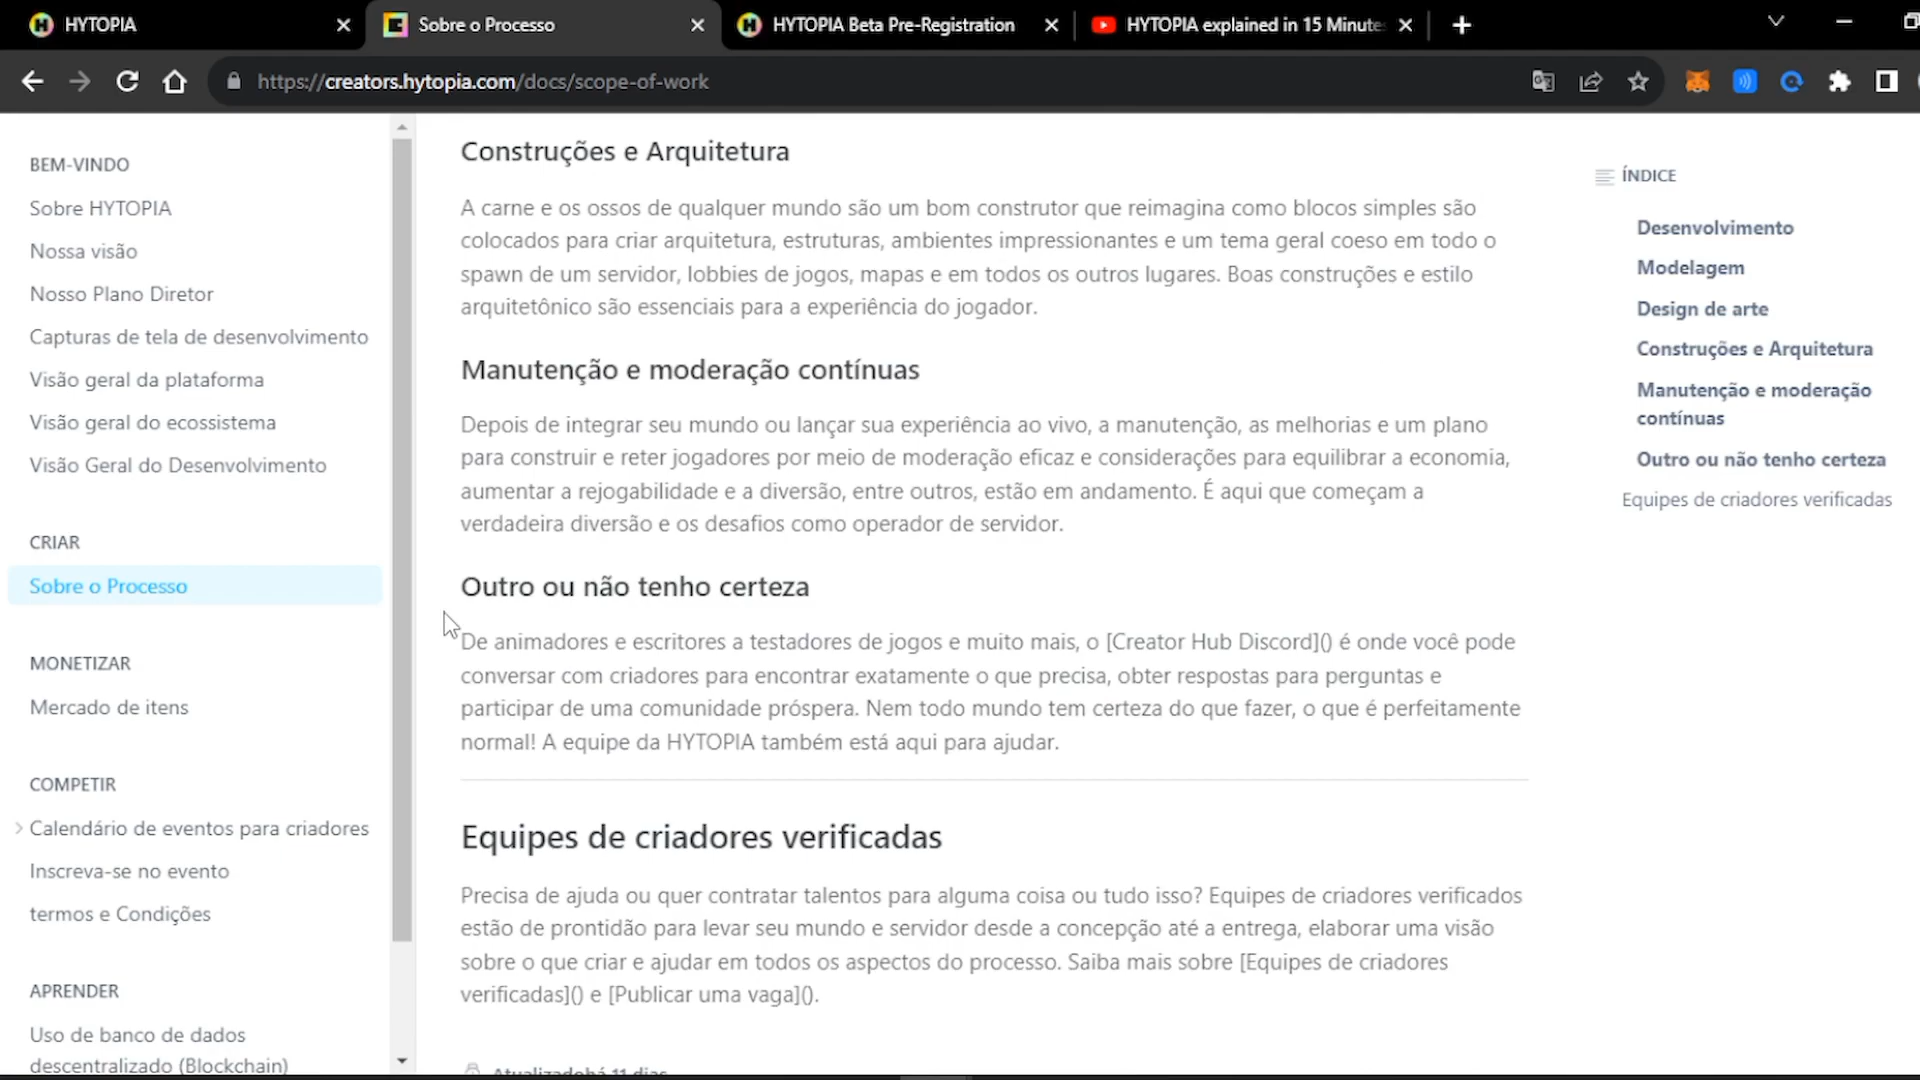 HYTOPIA
Sobre o Processo
HYTOPIA Beta Pre-Registration
HYTOPIA explained in 15 Minute
https://creators.hytopia.com/docs/scope-of-work
BEM-VINDO
Sobre HYTOPIA
Nossa visão
Nosso Plano Diretor
Capturas de tela de desenvolvimento
Visão geral da plataforma
Visão geral do ecossistema
Visão Geral do Desenvolvimento
CRIAR
Sobre o Processo
MONETIZAR
Mercado de itens
COMPETIR
Calendário de eventos para criadores
Inscreva-se no evento
termos e Condições
APRENDER
Uso de banco de dados
descentralizado (Blockchain)
Construções e Arquitetura
A carne e os ossos de qualquer mundo são um bom construtor que reimagina como blocos simples são
colocados para criar arquitetura, estruturas, ambientes impressionantes e um tema geral coeso em todo o
spawn de um servidor, lobbies de jogos, mapas e em todos os outros lugares. Boas construções e estilo
arquitetônico são essenciais para a experiência do jogador.
Manutenção e moderação contínuas
Depois de integrar seu mundo ou lançar sua experiência ao vivo, a manutenção, as melhorias e um plano
para construir e reter jogadores por meio de moderação eficaz e considerações para equilibrar a economia,
aumentar a rejogabilidade e a diversão, entre outros, estão em andamento. É aqui que começam a
verdadeira diversão e os desafios como operador de servidor.
Outro ou não tenho certeza
De animadores e escritores a testadores de jogos e muito mais, o [Creator Hub Discord]() é onde você pode
conversar com criadores para encontrar exatamente o que precisa, obter respostas para perguntas e
participar de uma comunidade próspera. Nem todo mundo tem certeza do que fazer, o que é perfeitamente
normal! A equipe da HYTOPIA também está aqui para ajudar.
Equipes de criadores verificadas
Precisa de ajuda ou quer contratar talentos para alguma coisa ou tudo isso? Equipes de criadores verificados
estão de prontidão para levar seu mundo e servidor desde a concepção até a entrega, elaborar uma visão
sobre o que criar e ajudar em todos os aspectos do processo. Saiba mais sobre [Equipes de criadores
verificadas]() e [Publicar uma vaga]().
Atualizadohá 11 dias
ÍNDICE
Desenvolvimento
Modelagem
Design de arte
Construções e Arquitetura
Manutenção e moderação
contínuas
Outro ou não tenho certeza
Equipes de criadores verificadas